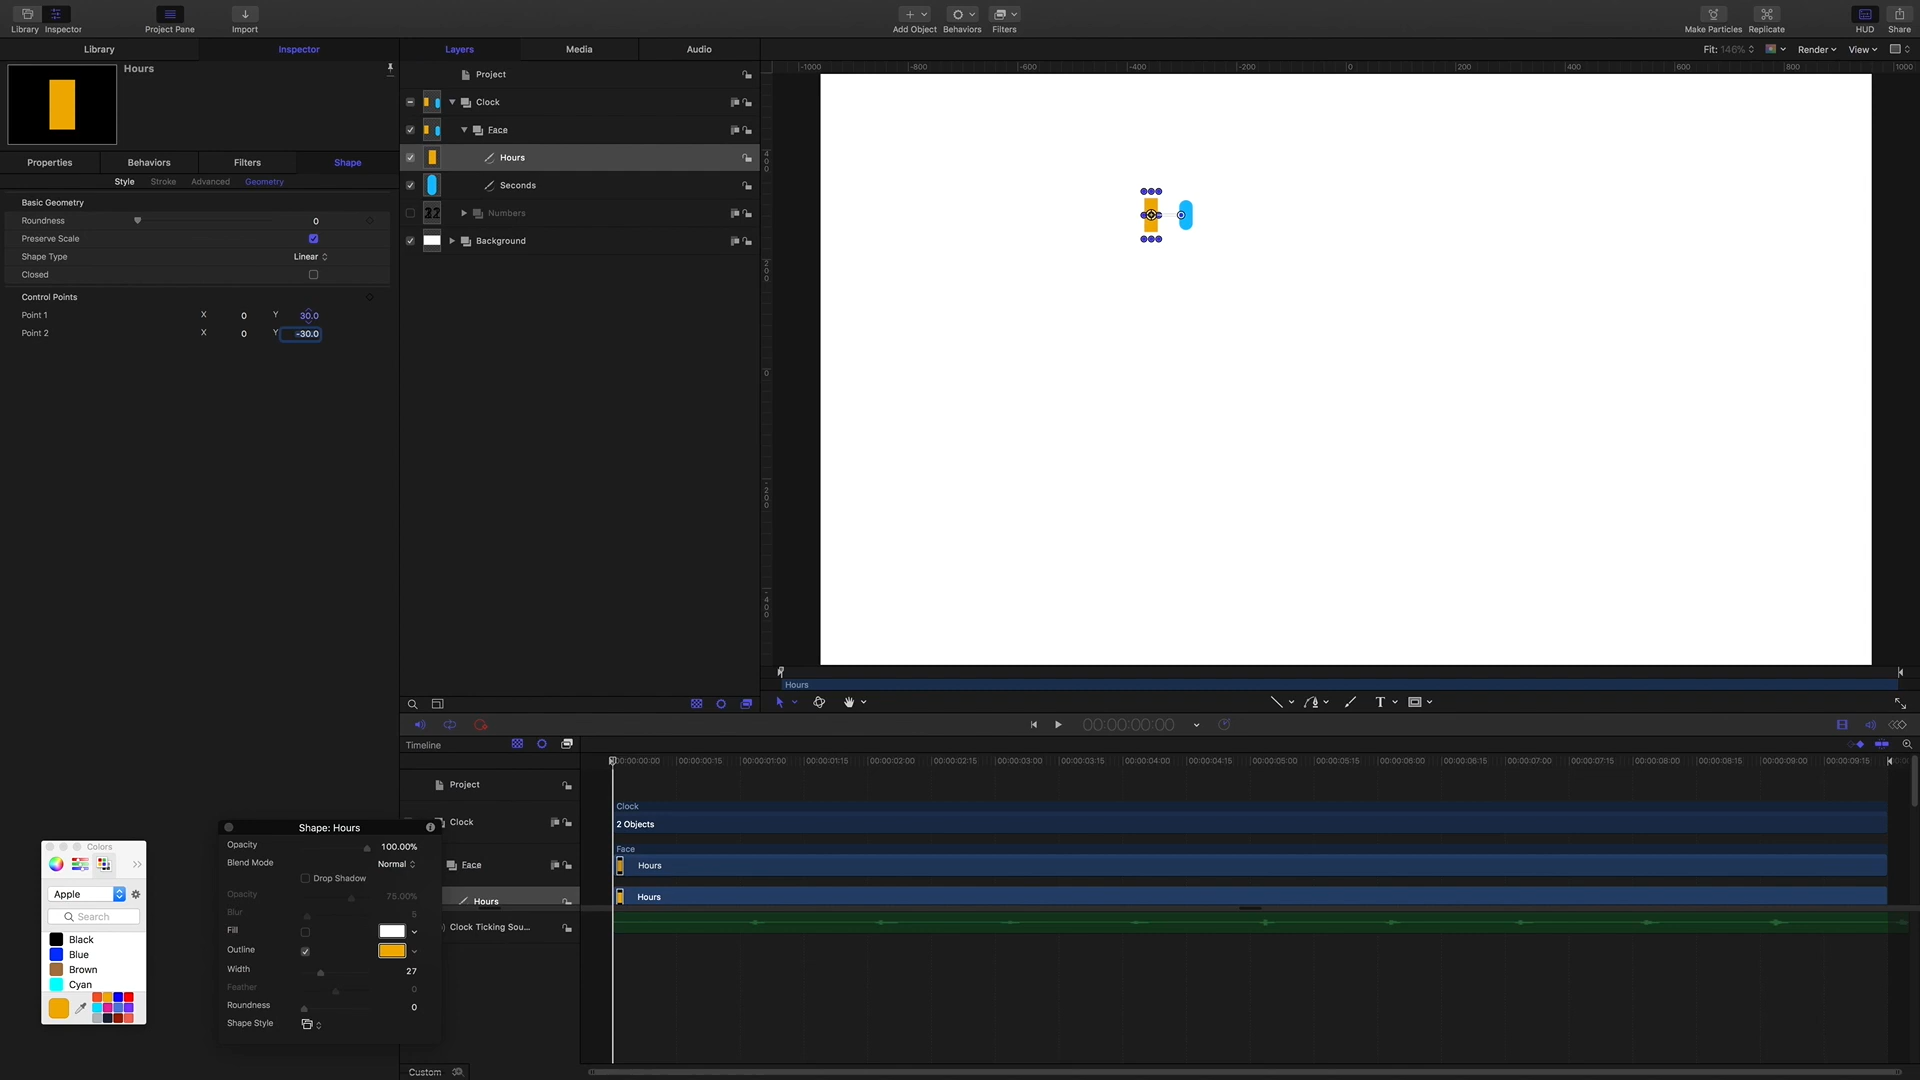 Library
Inspector
Project Pane
Import
Add Object
Behaviors
Filters
Make Particles
Replicate
HUD
Share
Library
Inspector
Layers
Media
Audio
Fit: 146%
Render
View
Hours
Project
Clock
Face
Hours
Seconds
Numbers
Background
Properties
Behaviors
Filters
Shape
Style
Stroke
Advanced
Geometry
Basic Geometry
Roundness 0
Preserve Scale
Shape Type Linear
Closed
Control Points
Point 1 X 0 Y 30.0
Point 2 X 0 Y -30.0
-1000 -800 -600 -400 -200 0 200 400 600 800 1000
400
200
0
-200
-400
Hours
T
00:00:00:00
Timeline
00:00:00:00 00:00:00:15 00:00:01:00 00:00:01:15 00:00:02:00 00:00:02:15 00:00:03:00 00:00:03:15 00:00:04:00 00:00:04:15 00:00:05:00 00:00:05:15 00:00:06:00 00:00:06:15 00:00:07:00 00:00:07:15 00:00:08:00 00:00:08:15 00:00:09:00 00:00:09:15
Project
Clock
Clock
2 Objects
Face
Face
Hours
Hours
Hours
Clock Ticking Sou...
Custom
Shape: Hours
Opacity 100.00%
Blend Mode Normal
Drop Shadow
Opacity 75.00%
Blur 5
Fill
Outline
Width 27
Feather 0
Roundness 0
Shape Style
Colors
Apple
Search
Black
Blue
Brown
Cyan